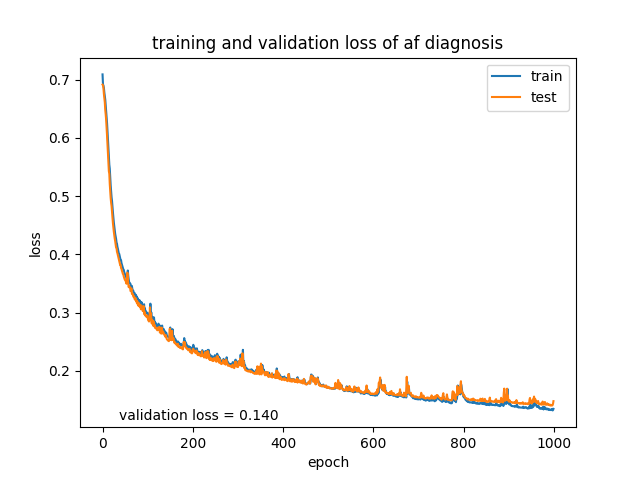 training and validation loss of af diagnosis
train
test
0.7
0.6
0.5
0.4
0.3
0.2
loss
validation loss = 0.140
0 200 400 600 800 1000
epoch